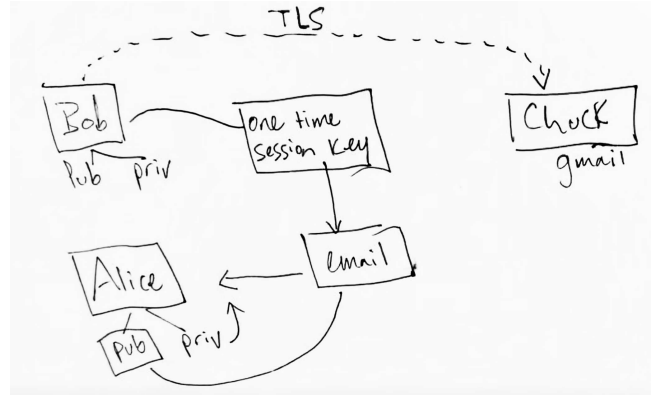 TLS
Bob
Pub priv
one time
session key
Chuck
gmail
email
Alice
pub
priv